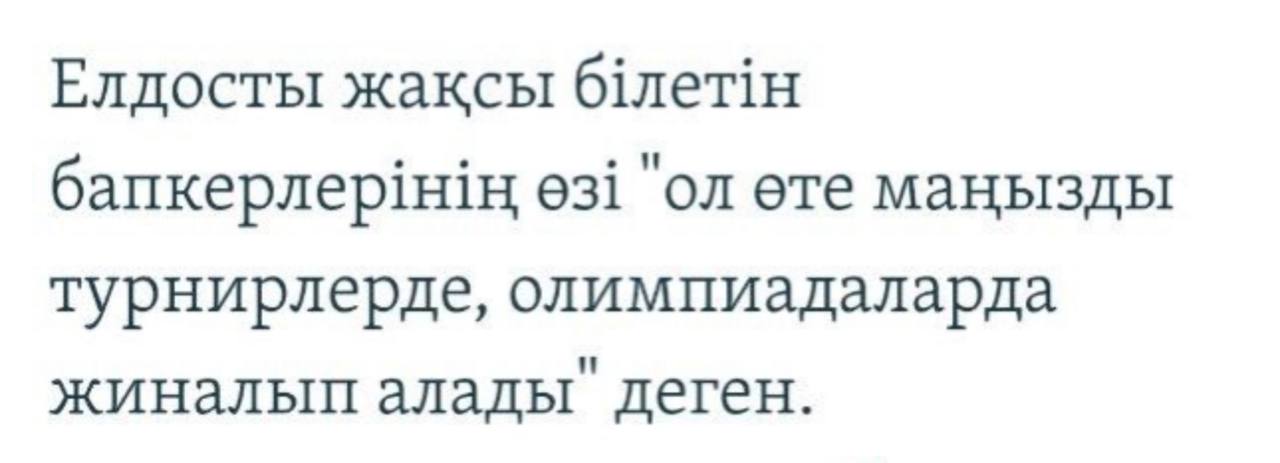 Елдосты жақсы білетін
бапкерлерінің өзі "ол өте маңызды
турнирлерде, олимпиадаларда
жиналып алады" деген.